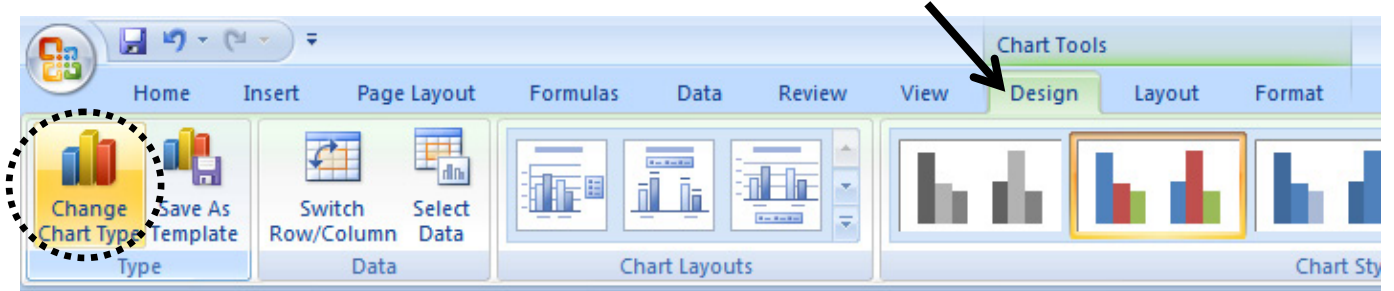 Chart Tools
Home Insert Page Layout Formulas Data Review View Design Layout Format
Change Save As Switch Select
Chart Type Template Row/Column Data
Type Data Chart Layouts Chart Sty